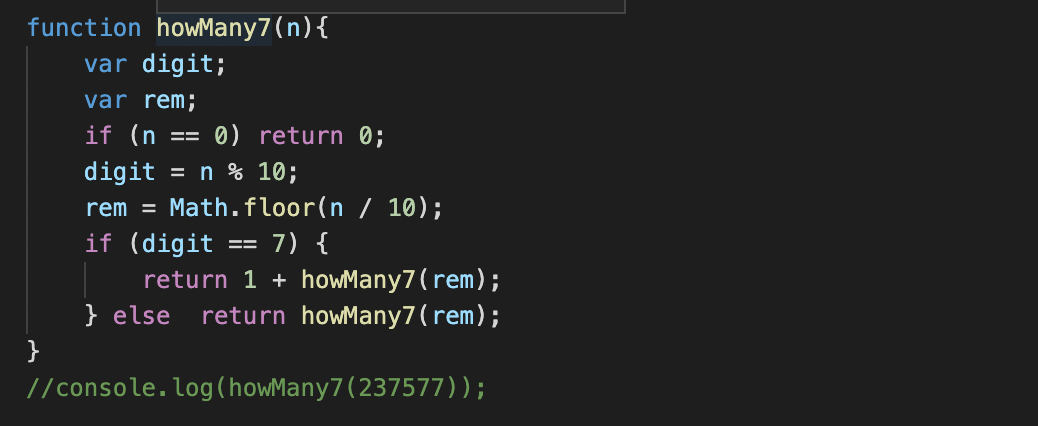 function howMany7(n){
    var digit;
    var rem;
    if (n == 0) return 0;
    digit = n % 10;
    rem = Math.floor(n / 10);
    if (digit == 7) {
        return 1 + howMany7(rem);
    } else  return howMany7(rem);
}
//console.log(howMany7(237577));